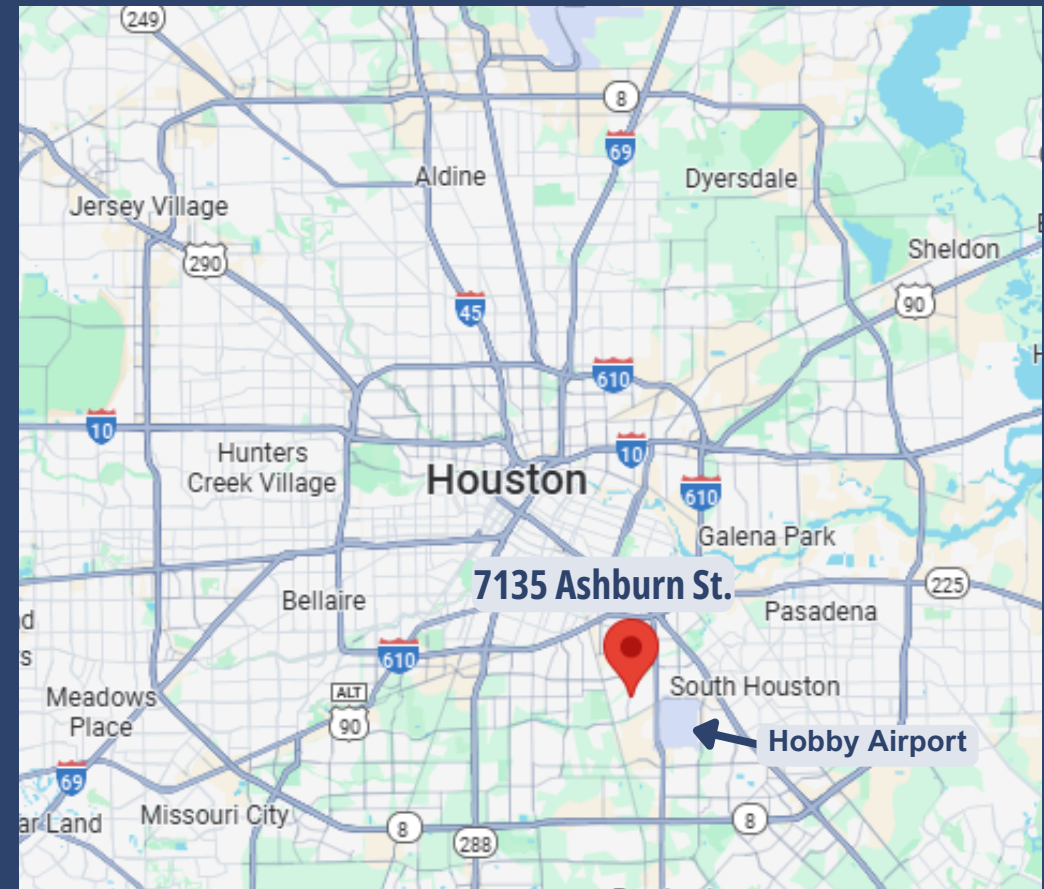 249
8
69
Aldine
Dyersdale
Jersey Village
290
Sheldon
90
45
610
10
Hunters
Creek Village
10
Houston
610
Galena Park
7135 Ashburn St.
225
Bellaire
Pasadena
610
South Houston
ALT
90
Meadows
Place
Hobby Airport
69
Missouri City
ar Land
8
8
288